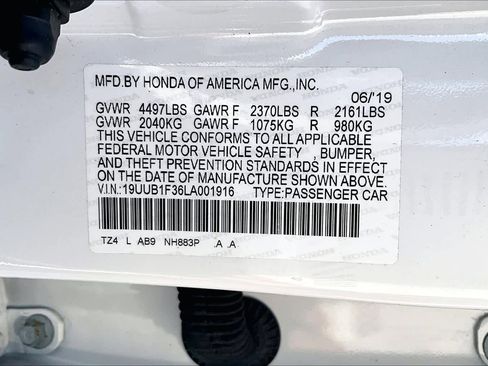 MFD.BY HONDA OF AMERICA MFG.,INC.
06/'19
GVWR 4497LBS GAWR F 2370LBS R 2161LBS
GVWR 2040KG GAWR F 1075KG R 980KG
THIS VEHICLE CONFORMS TO ALL APPLICABLE
FEDERAL MOTOR VEHICLE SAFETY , BUMPER,
AND THEFT PREVENTION STANDARDS IN EFFECT
ON THE DATE OF MANUFACTURE SHOWN ABOVE.
V.I.N.:19UUB1F36LA001916 TYPE:PASSENGER CAR
TZ4 L AB9 NH883P .A .A